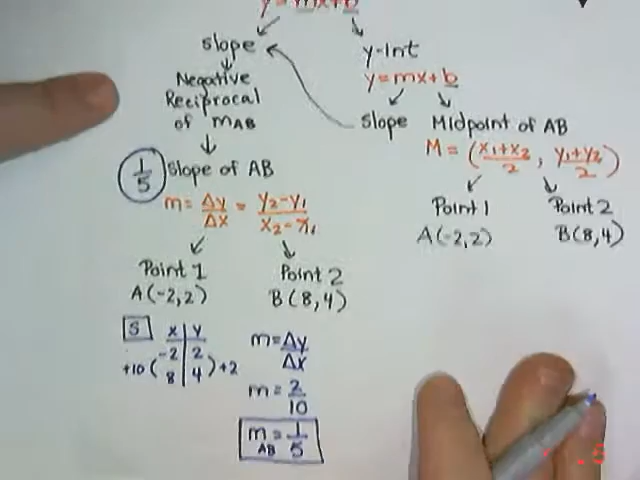 y = mx+b
slope
Negative
Reciprocal
of mAB
1/5 Slope of AB
m = Δy/Δx = y2-y1/x2-x1
Point 1
A(-2,2)
Point 2
B(8,4)
S
x | y
-2 | 2
8 | 4
+10 ( ) +2
m = Δy/Δx
m = 2/10
mAB = 1/5
y-int
y = mx+b
slope
Midpoint of AB
M = (x1+x2/2, y1+y2/2)
Point 1
A(-2,2)
Point 2
B(8,4)